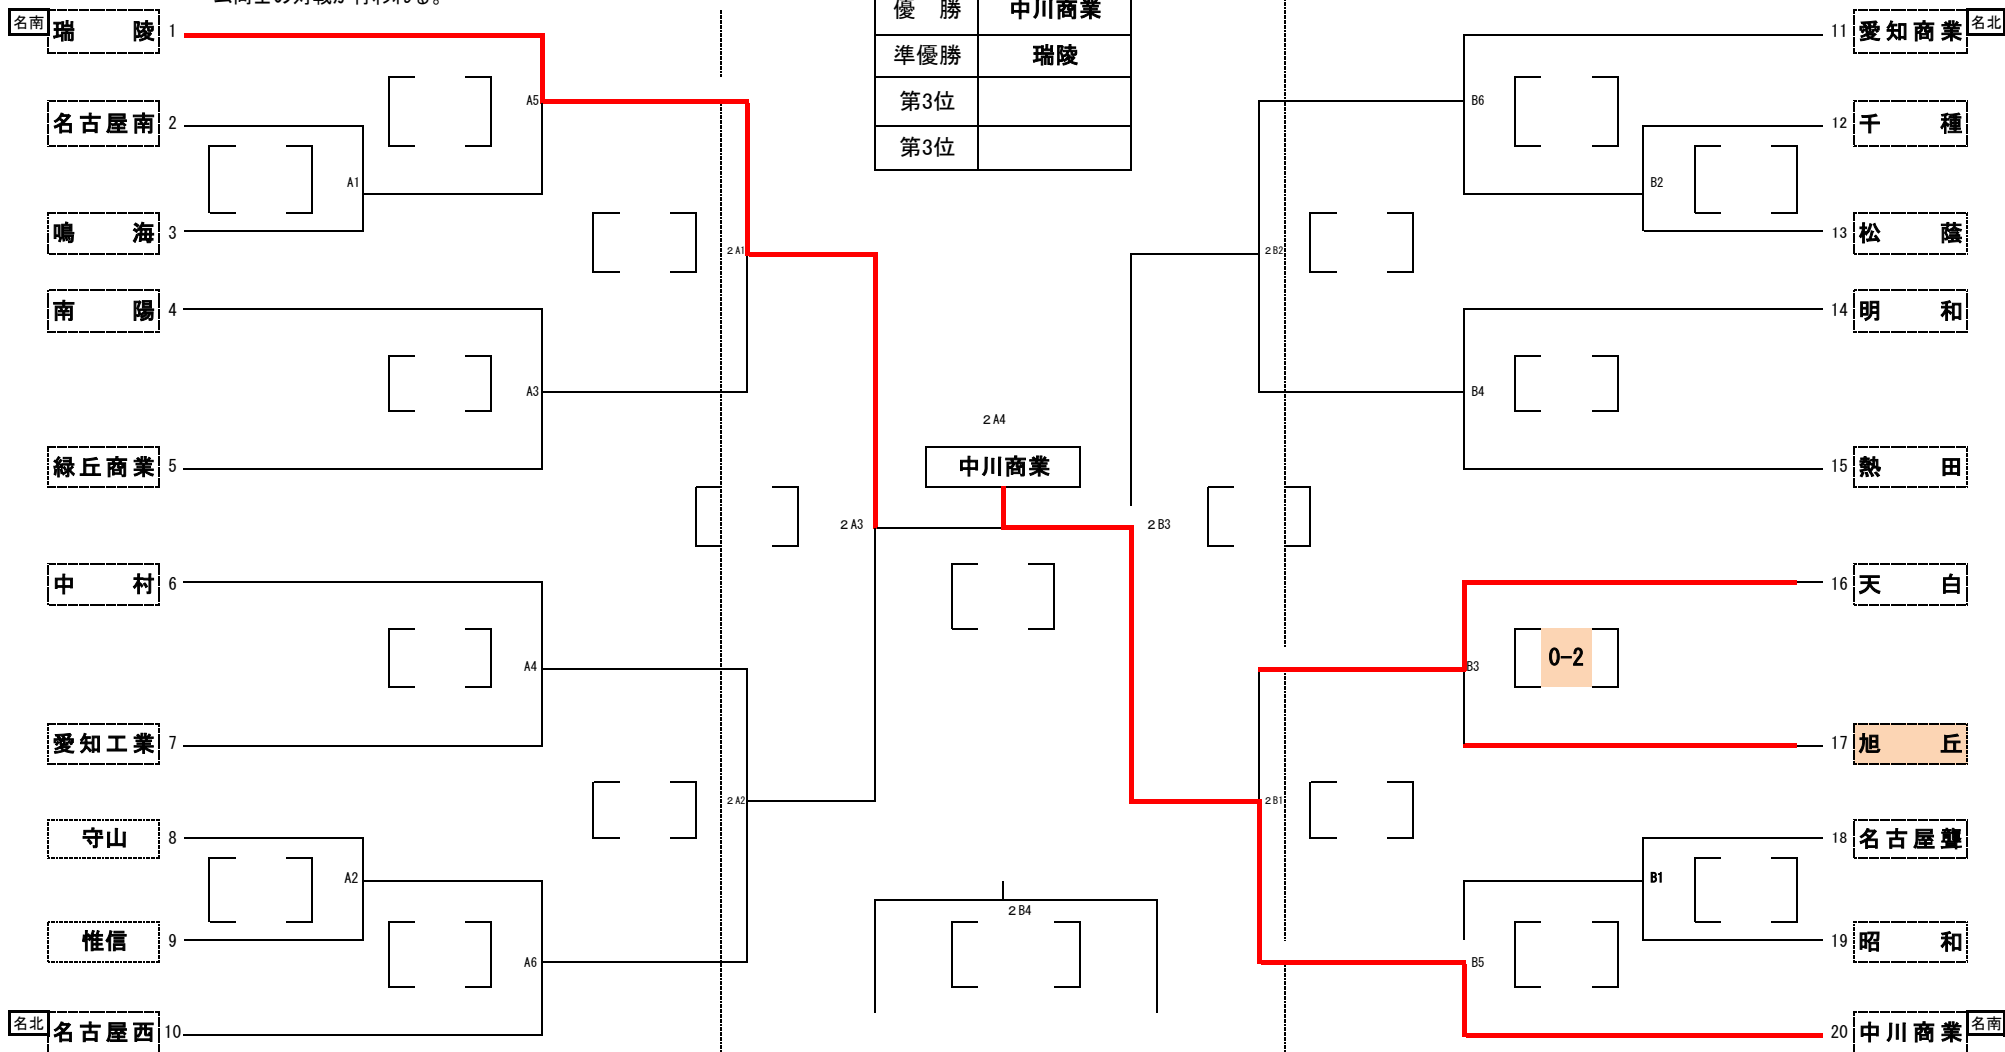 名南
瑞 陵 1
名古屋南 2
鳴 海 3
南 陽 4
緑丘商業 5
中 村 6
愛知工業 7
守山 8
惟信 9
名北
名古屋西 10
A5
A1
A3
A4
A2
A6
2A1
2A2
2A3
優 勝 中川商業
準優勝 瑞陵
第3位
第3位
2A4
中川商業
2B3
2B4
2B2
2B1
B6
B2
B4
B3
0-2
B1
B5
11 愛知商業
名北
12 千 種
13 松 蔭
14 明 和
15 熱 田
16 天 白
17 旭 丘
18 名古屋聾
19 昭 和
20 中川商業
名南